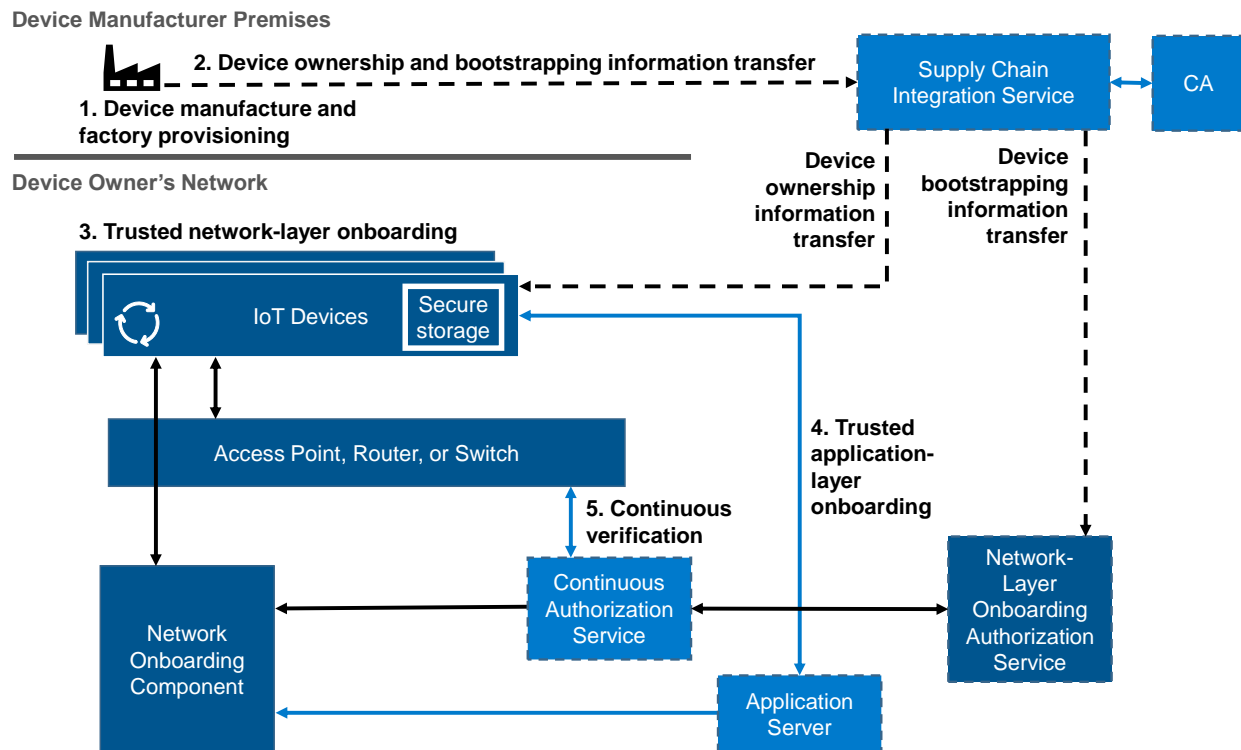 Device Manufacturer Premises
2. Device ownership and bootstrapping information transfer
1. Device manufacture and
factory provisioning
Supply Chain
Integration Service
CA
Device
ownership
information
transfer
Device
bootstrapping
information
transfer
Device Owner’s Network
3. Trusted network-layer onboarding
IoT Devices
Secure
storage
Access Point, Router, or Switch
4. Trusted
application-
layer
onboarding
5. Continuous
verification
Continuous
Authorization
Service
Network-
Layer
Onboarding
Authorization
Service
Network
Onboarding
Component
Application
Server